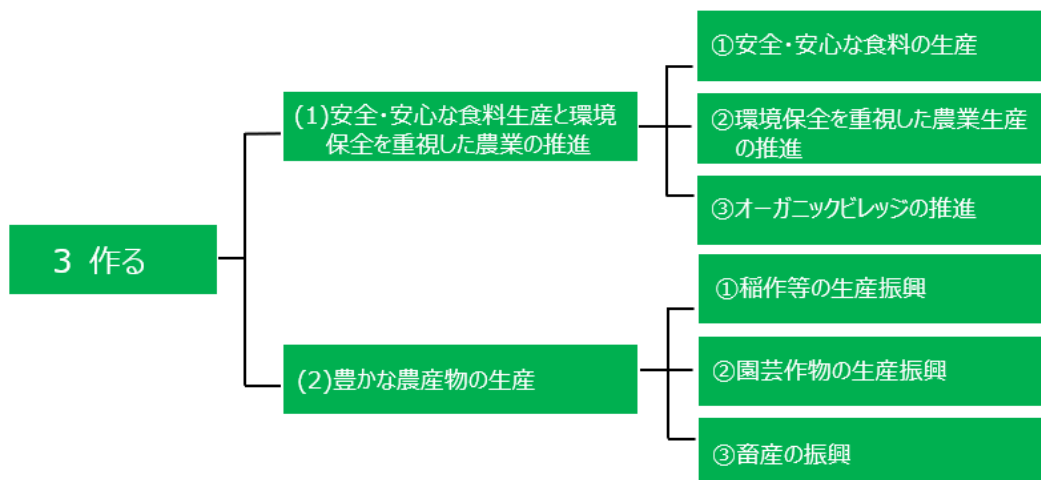 3 作る
(1)安全・安心な食料生産と環境
保全を重視した農業の推進
①安全・安心な食料の生産
②環境保全を重視した農業生産
の推進
③オーガニックビレッジの推進
(2)豊かな農産物の生産
①稲作等の生産振興
②園芸作物の生産振興
③畜産の振興